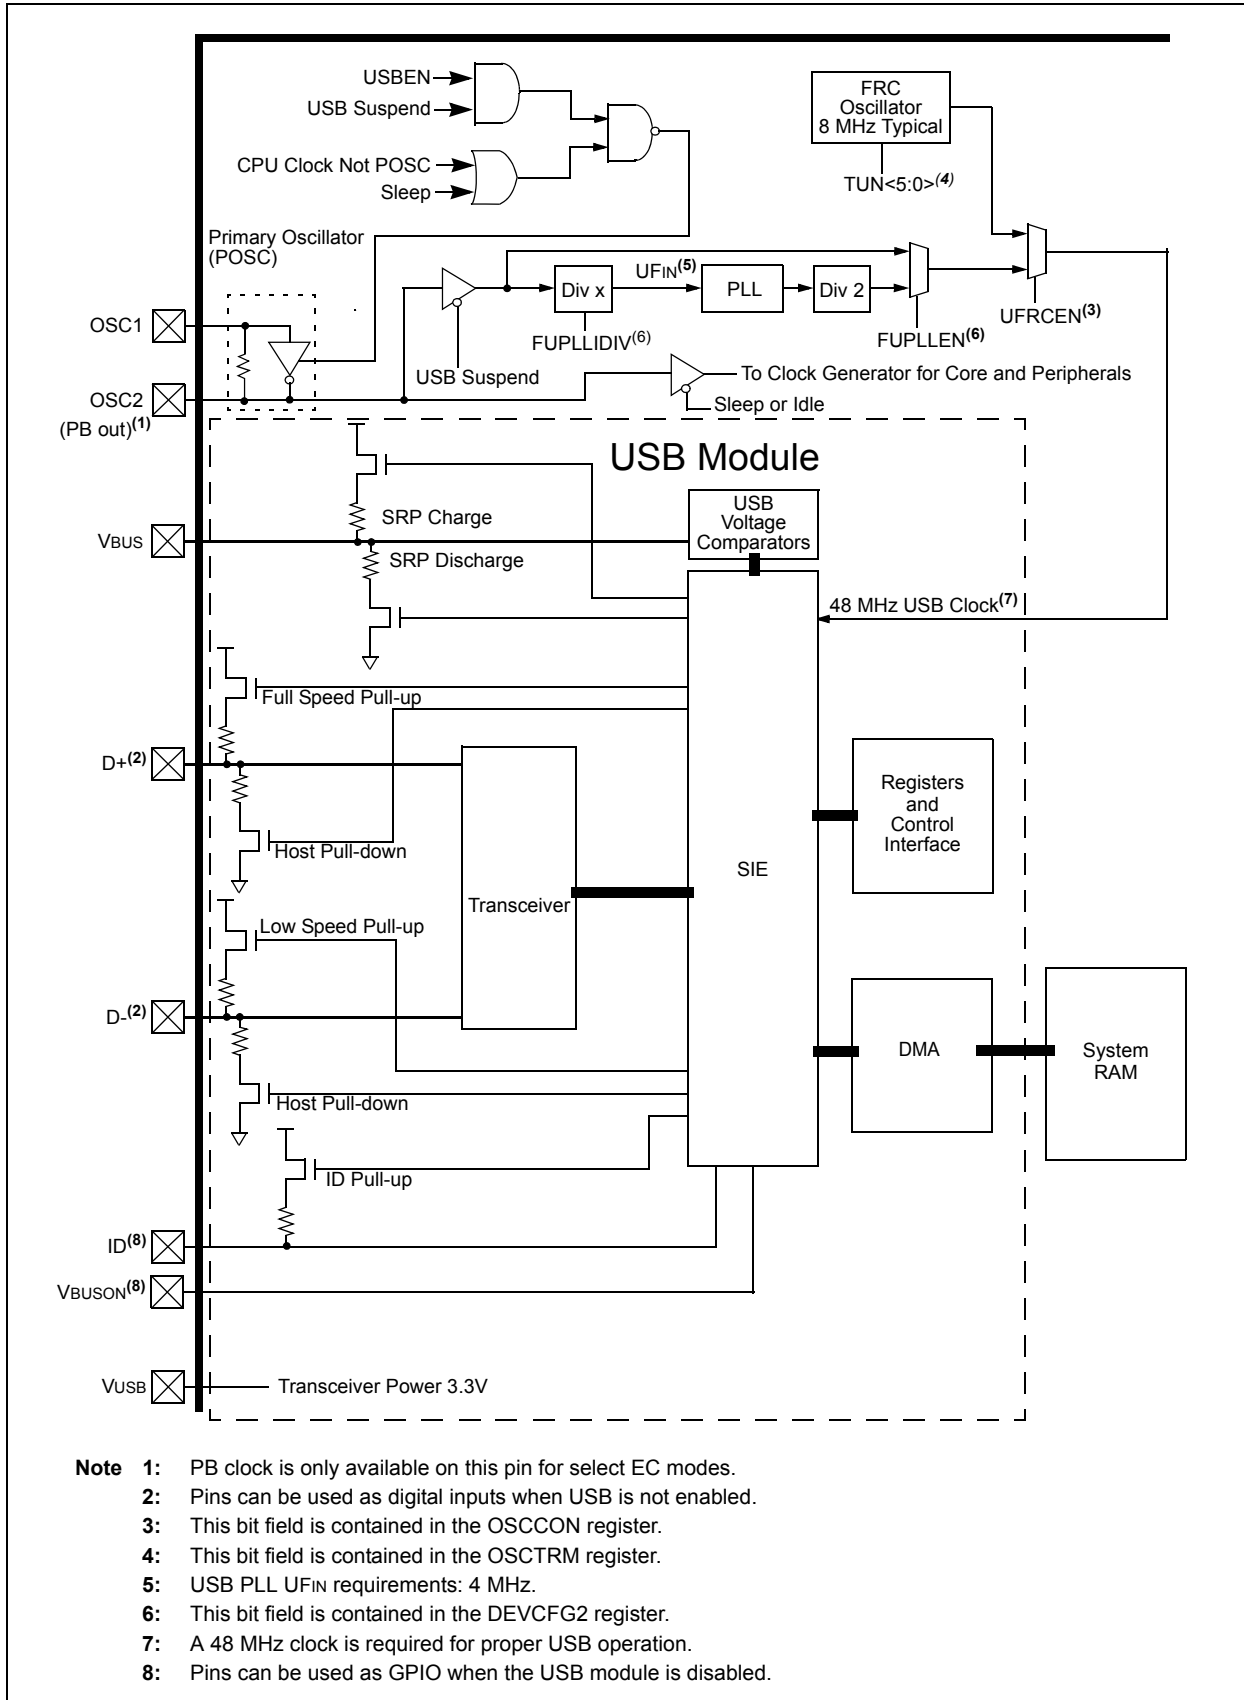 USBEN
USB Suspend
CPU Clock Not POSC
Sleep
FRC
Oscillator
8 MHz Typical
TUN<5:0>(4)
Primary Oscillator
(POSC)
UFIN(5)
Div x
PLL
Div 2
FUPLLIDIV(6)
FUPLLEN(6)
UFRCEN(3)
OSC1
USB Suspend
To Clock Generator for Core and Peripherals
OSC2
(PB out)(1)
Sleep or Idle
USB Module
USB
Voltage
Comparators
SRP Charge
VBUS
SRP Discharge
48 MHz USB Clock(7)
Full Speed Pull-up
D+(2)
Registers
and
Control
Interface
Host Pull-down
SIE
Transceiver
Low Speed Pull-up
D-(2)
DMA
System
RAM
Host Pull-down
ID Pull-up
ID(8)
VBUSON(8)
VUSB
Transceiver Power 3.3V
Note 1: PB clock is only available on this pin for select EC modes.
2: Pins can be used as digital inputs when USB is not enabled.
3: This bit field is contained in the OSCCON register.
4: This bit field is contained in the OSCTRM register.
5: USB PLL UFIN requirements: 4 MHz.
6: This bit field is contained in the DEVCFG2 register.
7: A 48 MHz clock is required for proper USB operation.
8: Pins can be used as GPIO when the USB module is disabled.